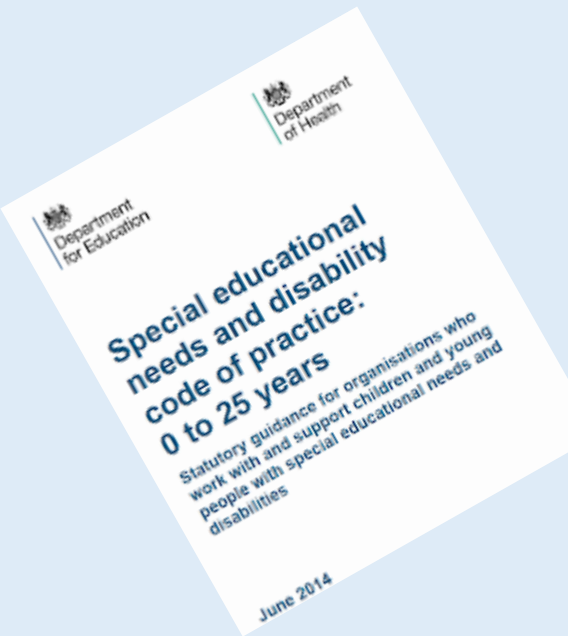 Department
of Health
Department
for Education
Special educational
needs and disability
code of practice:
0 to 25 years
Statutory guidance for organisations who
work with and support children and young
people with special educational needs and
disabilities
June 2014